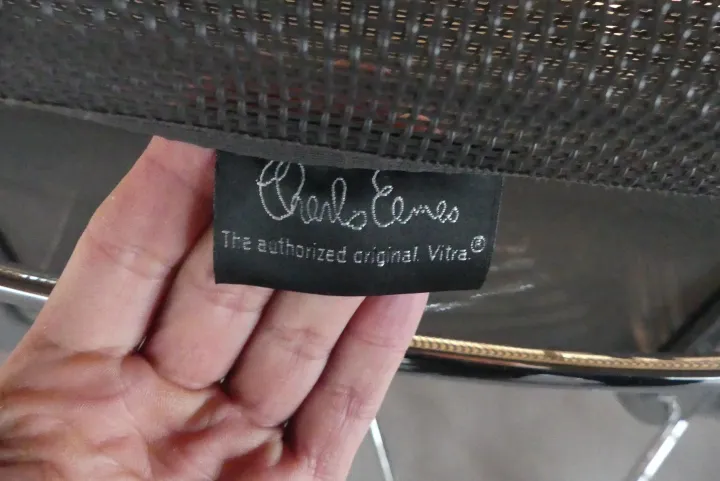 Charles Eames
The authorized original. Vitra.®